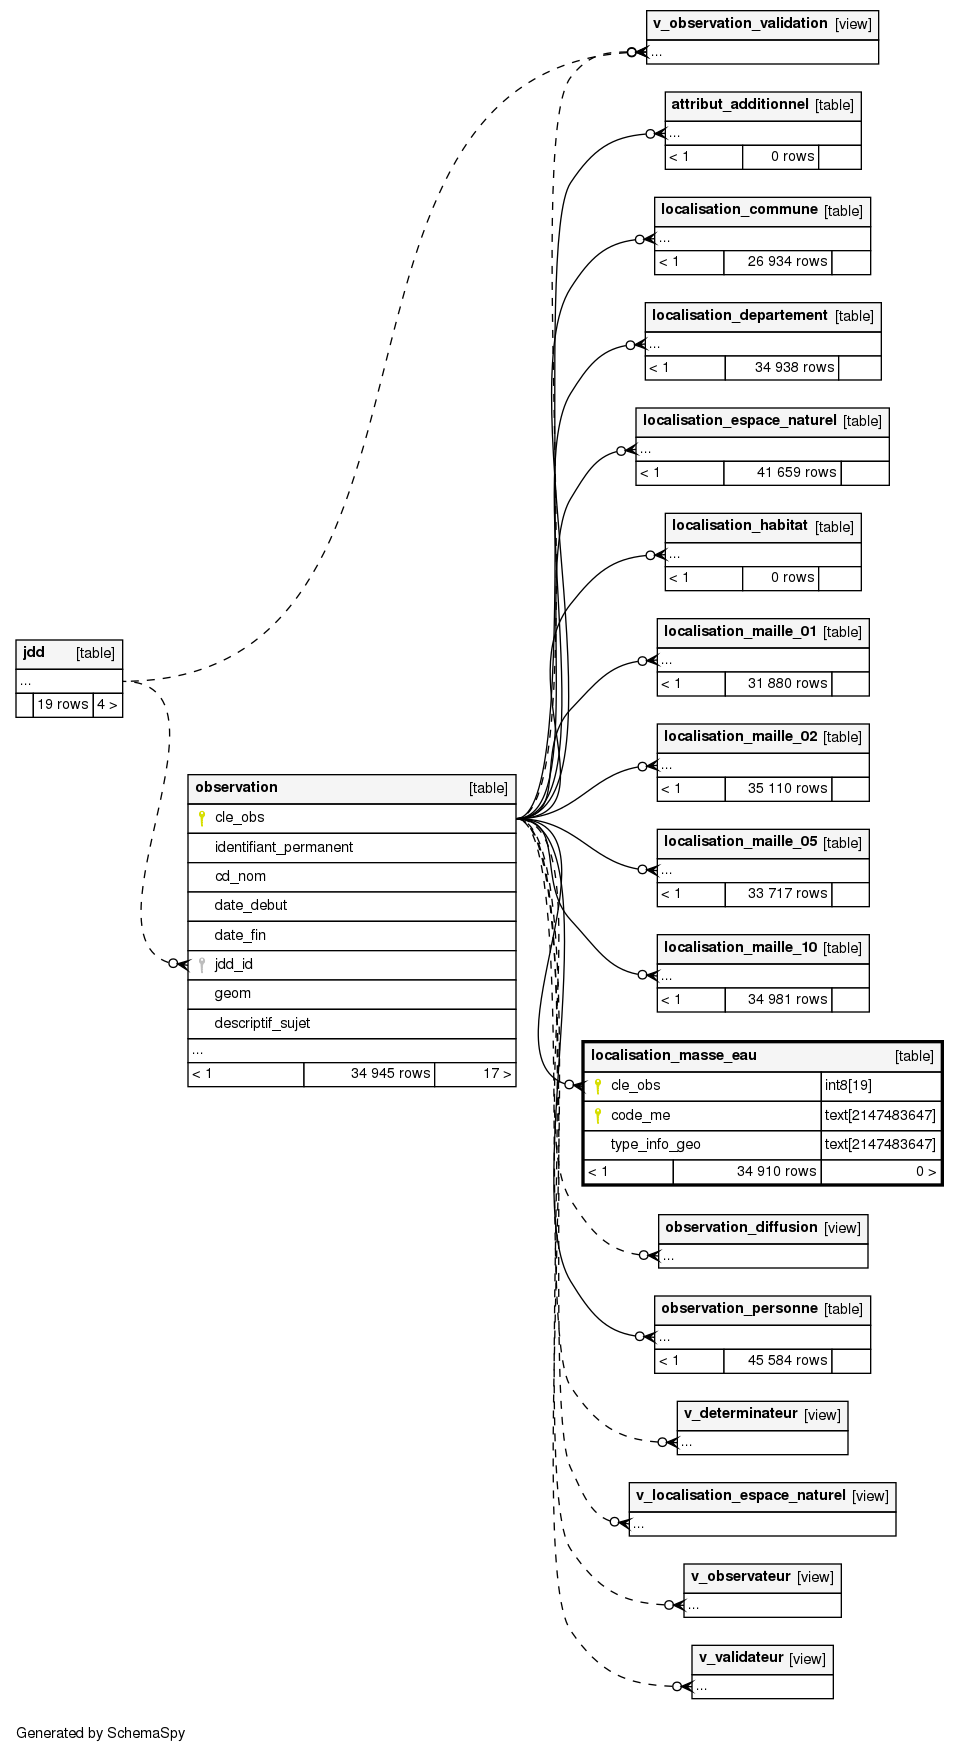 v_observation_validation [view]
...
attribut_additionnel [table]
...
< 1 0 rows
localisation_commune [table]
...
< 1 26 934 rows
localisation_departement [table]
...
< 1 34 938 rows
localisation_espace_naturel [table]
...
< 1 41 659 rows
localisation_habitat [table]
...
< 1 0 rows
localisation_maille_01 [table]
...
< 1 31 880 rows
jdd [table]
...
19 rows 4 >
localisation_maille_02 [table]
...
< 1 35 110 rows
observation [table]
cle_obs
identifiant_permanent
cd_nom
date_debut
date_fin
jdd_id
geom
descriptif_sujet
...
< 1 34 945 rows 17 >
localisation_maille_05 [table]
...
< 1 33 717 rows
localisation_maille_10 [table]
...
< 1 34 981 rows
localisation_masse_eau [table]
cle_obs int8[19]
code_me text[2147483647]
type_info_geo text[2147483647]
< 1 34 910 rows 0 >
observation_diffusion [view]
...
observation_personne [table]
...
< 1 45 584 rows
v_determinateur [view]
...
v_localisation_espace_naturel [view]
...
v_observateur [view]
...
v_validateur [view]
...
Generated by SchemaSpy